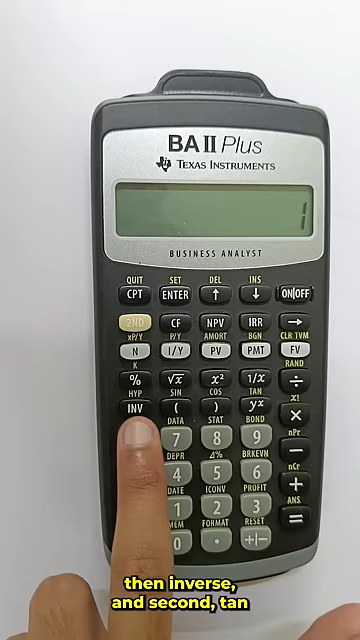 BA II Plus
TEXAS INSTRUMENTS
1
BUSINESS ANALYST
QUIT SET DEL INS
CPT ENTER ↑ ↓ ON|OFF
2ND CF NPV IRR →
xP/Y P/Y AMORT BGN CLR TVM
N I/Y PV PMT FV
K RAND
% √x x² 1/x ÷
HYP SIN COS TAN x!
INV ( ) yˣ ×
DATA STAT BOND nPr
7 8 9
DEPR Δ% BRKEVN nCr
4 5 6 +
DATE ICONV PROFIT ANS
1 2 3 =
MEM FORMAT RESET
0 . +|−
then inverse,
and second, tan